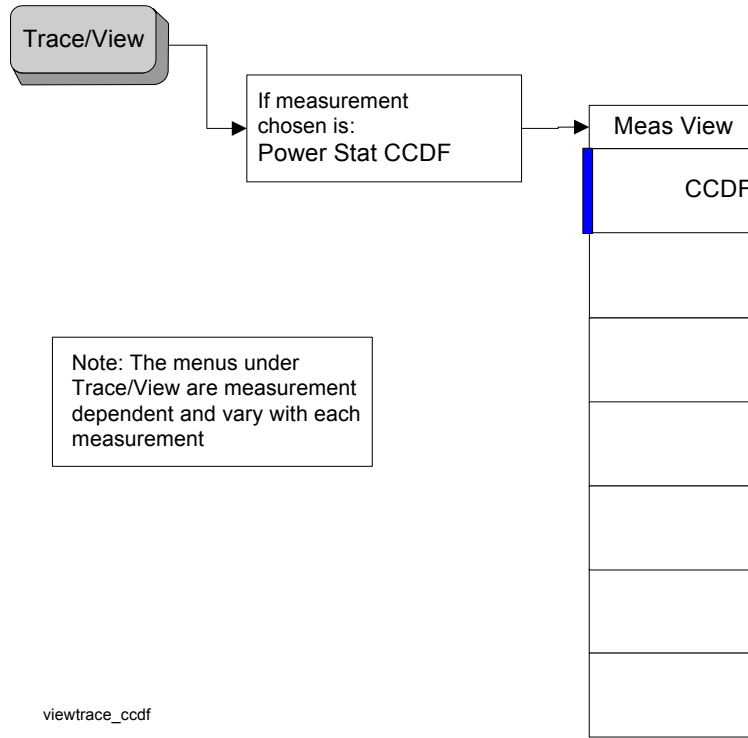 Trace/View
If measurement
chosen is:
Power Stat CCDF
Meas View
CCDF
Note: The menus under
Trace/View are measurement
dependent and vary with each
measurement
viewtrace_ccdf